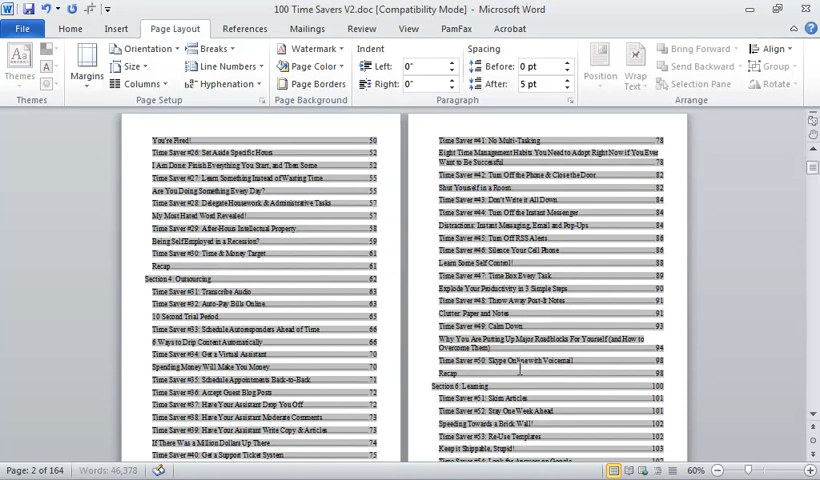 100 Time Savers V2.doc [Compatibility Mode] - Microsoft Word
File Home Insert Page Layout References Mailings Review View PamFax Acrobat
Themes
Themes
Margins
Orientation
Size
Columns
Breaks
Line Numbers
Hyphenation
Page Setup
Watermark
Page Color
Page Borders
Page Background
Indent
Left: 0"
Right: 0"
Spacing
Before: 0 pt
After: 5 pt
Paragraph
Position
Wrap
Text
Bring Forward
Send Backward
Selection Pane
Align
Group
Rotate
Arrange
You're Fired! 50
Time Saver #26: Set Aside Specific Hours 52
I Am Done: Finish Everything You Start, and Then Some 52
Time Saver #27: Learn Something Instead of Wasting Time 55
Are You Doing Something Every Day? 55
Time Saver #28: Delegate Housework & Administrative Tasks 57
My Most Hated Word Revealed! 57
Time Saver #29: After-Hours Intellectual Property 58
Being Self Employed in a Recession? 59
Time Saver #30: Time & Money Target 61
Recap 61
Section 4: Outsourcing 62
Time Saver #31: Transcribe Audio 63
Time Saver #32: Auto-Pay Bills Online 63
10 Second Trial Period 65
Time Saver #33: Schedule Autoresponders Ahead of Time 66
6 Ways to Drip Content Automatically 66
Time Saver #34: Get a Virtual Assistant 70
Spending Money Will Make You Money 70
Time Saver #35: Schedule Appointments Back-to-Back 71
Time Saver #36: Accept Guest Blog Posts 72
Time Saver #37: Have Your Assistant Drop You Off 72
Time Saver #38: Have Your Assistant Moderate Comments 73
Time Saver #39: Have Your Assistant Write Copy & Articles 73
If There Was a Million Dollars Up There 74
Time Saver #40: Get a Support Ticket System 75
Time Saver #41: No Multi-Tasking 78
Eight Time Management Habits You Need to Adopt Right Now if You Ever
Want to Be Successful 78
Time Saver #42: Turn Off the Phone & Close the Door 82
Shut Yourself in a Room 82
Time Saver #43: Don't Write it All Down 84
Time Saver #44: Turn Off the Instant Messenger 84
Distractions: Instant Messaging, Email and Pop-Ups 84
Time Saver #45: Turn Off RSS Alerts 86
Time Saver #46: Silence Your Cell Phone 86
Learn Some Self Control! 88
Time Saver #47: Time Box Every Task 89
Explode Your Productivity in 3 Simple Steps 90
Time Saver #48: Throw Away Post-It Notes 91
Clutter: Paper and Notes 91
Time Saver #49: Calm Down 93
Why You Are Putting Up Major Roadblocks For Yourself (and How to
Overcome Them) 94
Time Saver #50: Skype Online with Voicemail 98
Recap 98
Section 6: Learning 100
Time Saver #51: Skim Articles 101
Time Saver #52: Stay One Week Ahead 101
Speeding Towards a Brick Wall! 102
Time Saver #53: Re-Use Templates 102
Keep it Shippable, Stupid! 103
Page: 2 of 164 Words: 46,378 60%